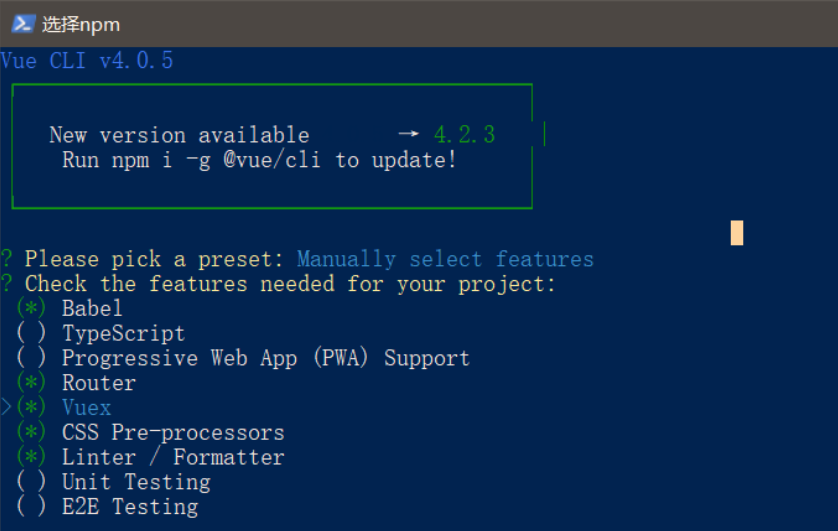 选择npm
Vue CLI v4.0.5
New version available → 4.2.3
Run npm i -g @vue/cli to update!
? Please pick a preset: Manually select features
? Check the features needed for your project:
(*) Babel
( ) TypeScript
( ) Progressive Web App (PWA) Support
(*) Router
>(*) Vuex
(*) CSS Pre-processors
(*) Linter / Formatter
( ) Unit Testing
( ) E2E Testing